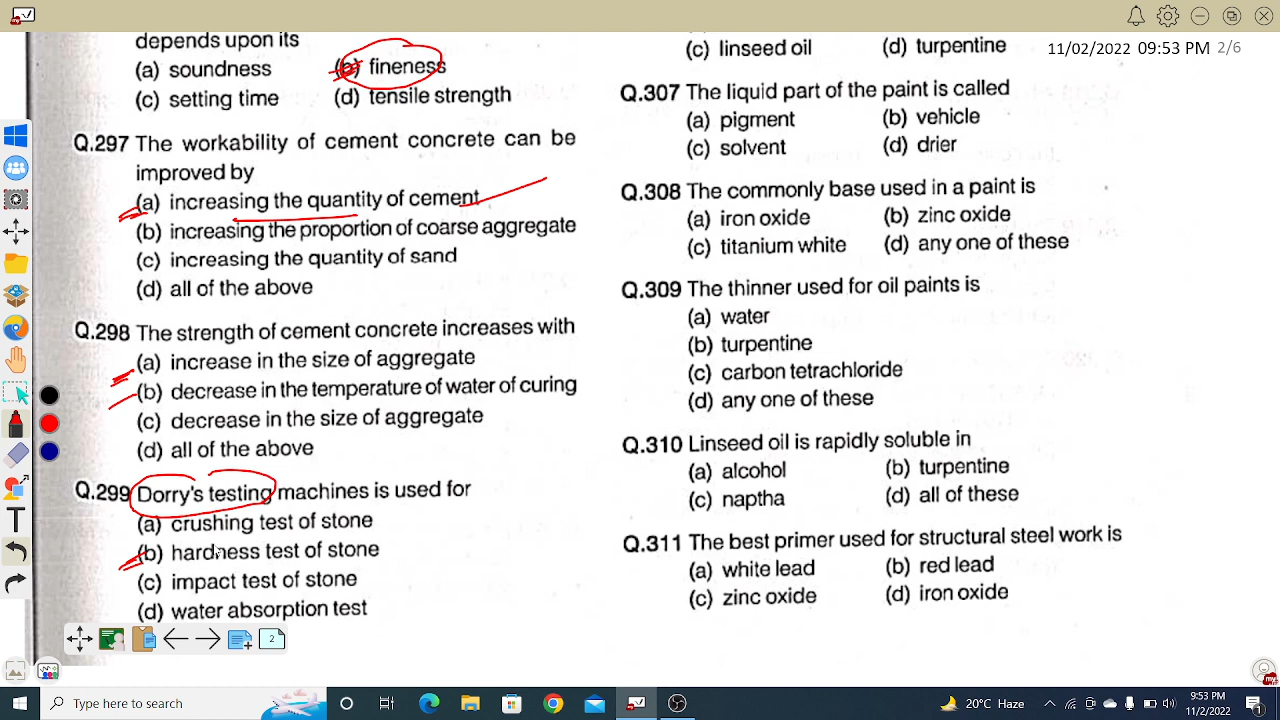 depends upon its
(a) soundness (b) fineness
(c) setting time (d) tensile strength
Q.297 The workability of cement concrete can be
improved by
(a) increasing the quantity of cement
(b) increasing the proportion of coarse aggregate
(c) increasing the quantity of sand
(d) all of the above
Q.298 The strength of cement concrete increases with
(a) increase in the size of aggregate
(b) decrease in the temperature of water of curing
(c) decrease in the size of aggregate
(d) all of the above
Q.299 Dorry's testing machines is used for
(a) crushing test of stone
(b) hardness test of stone
(c) impact test of stone
(d) water absorption test
(c) linseed oil (d) turpentine
11/02/2022 09:53 PM 2/6
Q.307 The liquid part of the paint is called
(a) pigment (b) vehicle
(c) solvent (d) drier
Q.308 The commonly base used in a paint is
(a) iron oxide (b) zinc oxide
(c) titanium white (d) any one of these
Q.309 The thinner used for oil paints is
(a) water
(b) turpentine
(c) carbon tetrachloride
(d) any one of these
Q.310 Linseed oil is rapidly soluble in
(a) alcohol (b) turpentine
(c) naptha (d) all of these
Q.311 The best primer used for structural steel work is
(a) white lead (b) red lead
(c) zinc oxide (d) iron oxide
2
Type here to search
20°C Haze
9:53 PM
11/2/2022